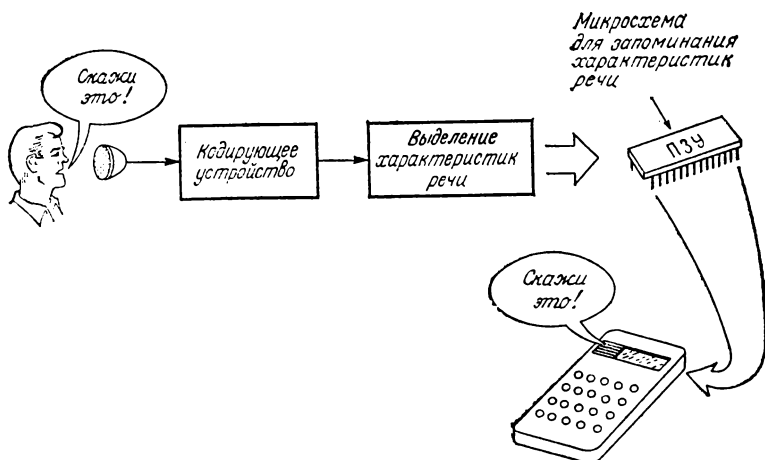 Микросхема
для запоминания
характеристик
речи
Скажи
это!
Кодирующее
устройство
Выделение
характеристик
речи
ПЗУ
Скажи
это!